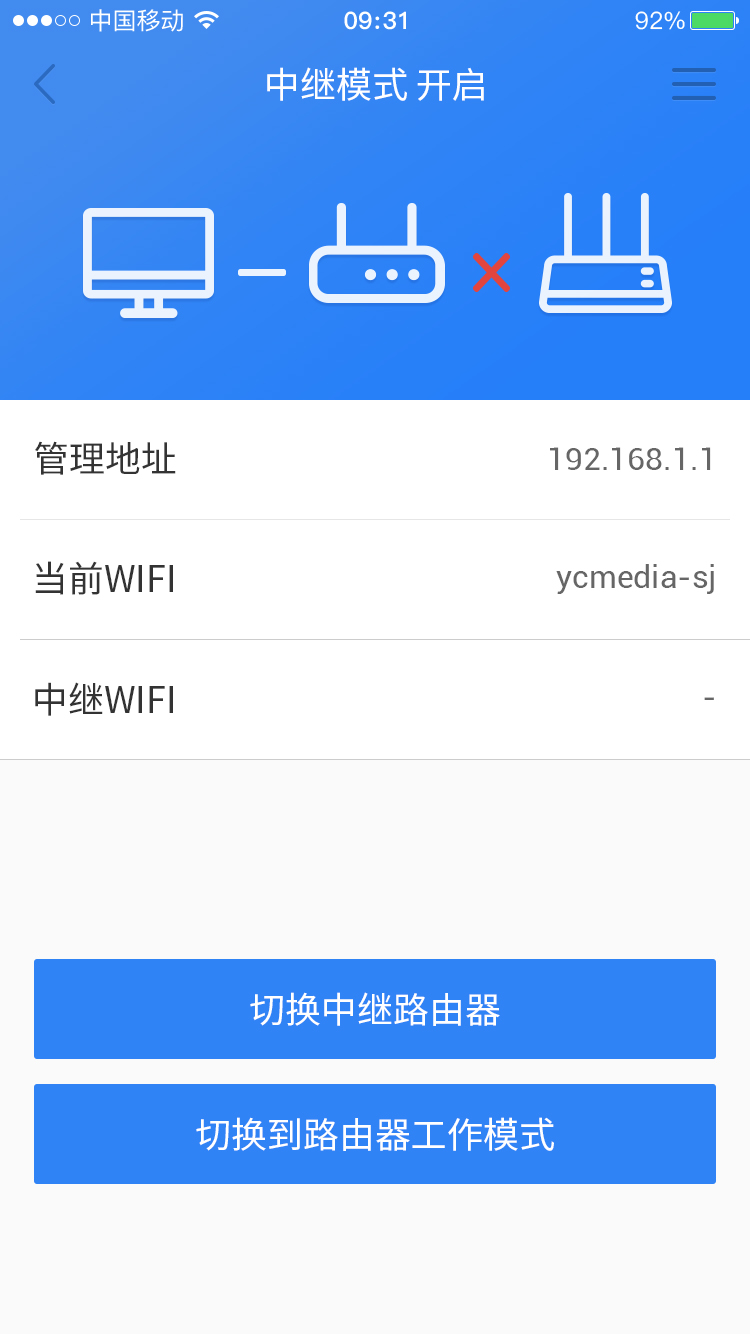 中国移动 09:31 92%
中继模式 开启
管理地址 192.168.1.1
当前WIFI ycmedia-sj
中继WIFI -
切换中继路由器
切换到路由器工作模式